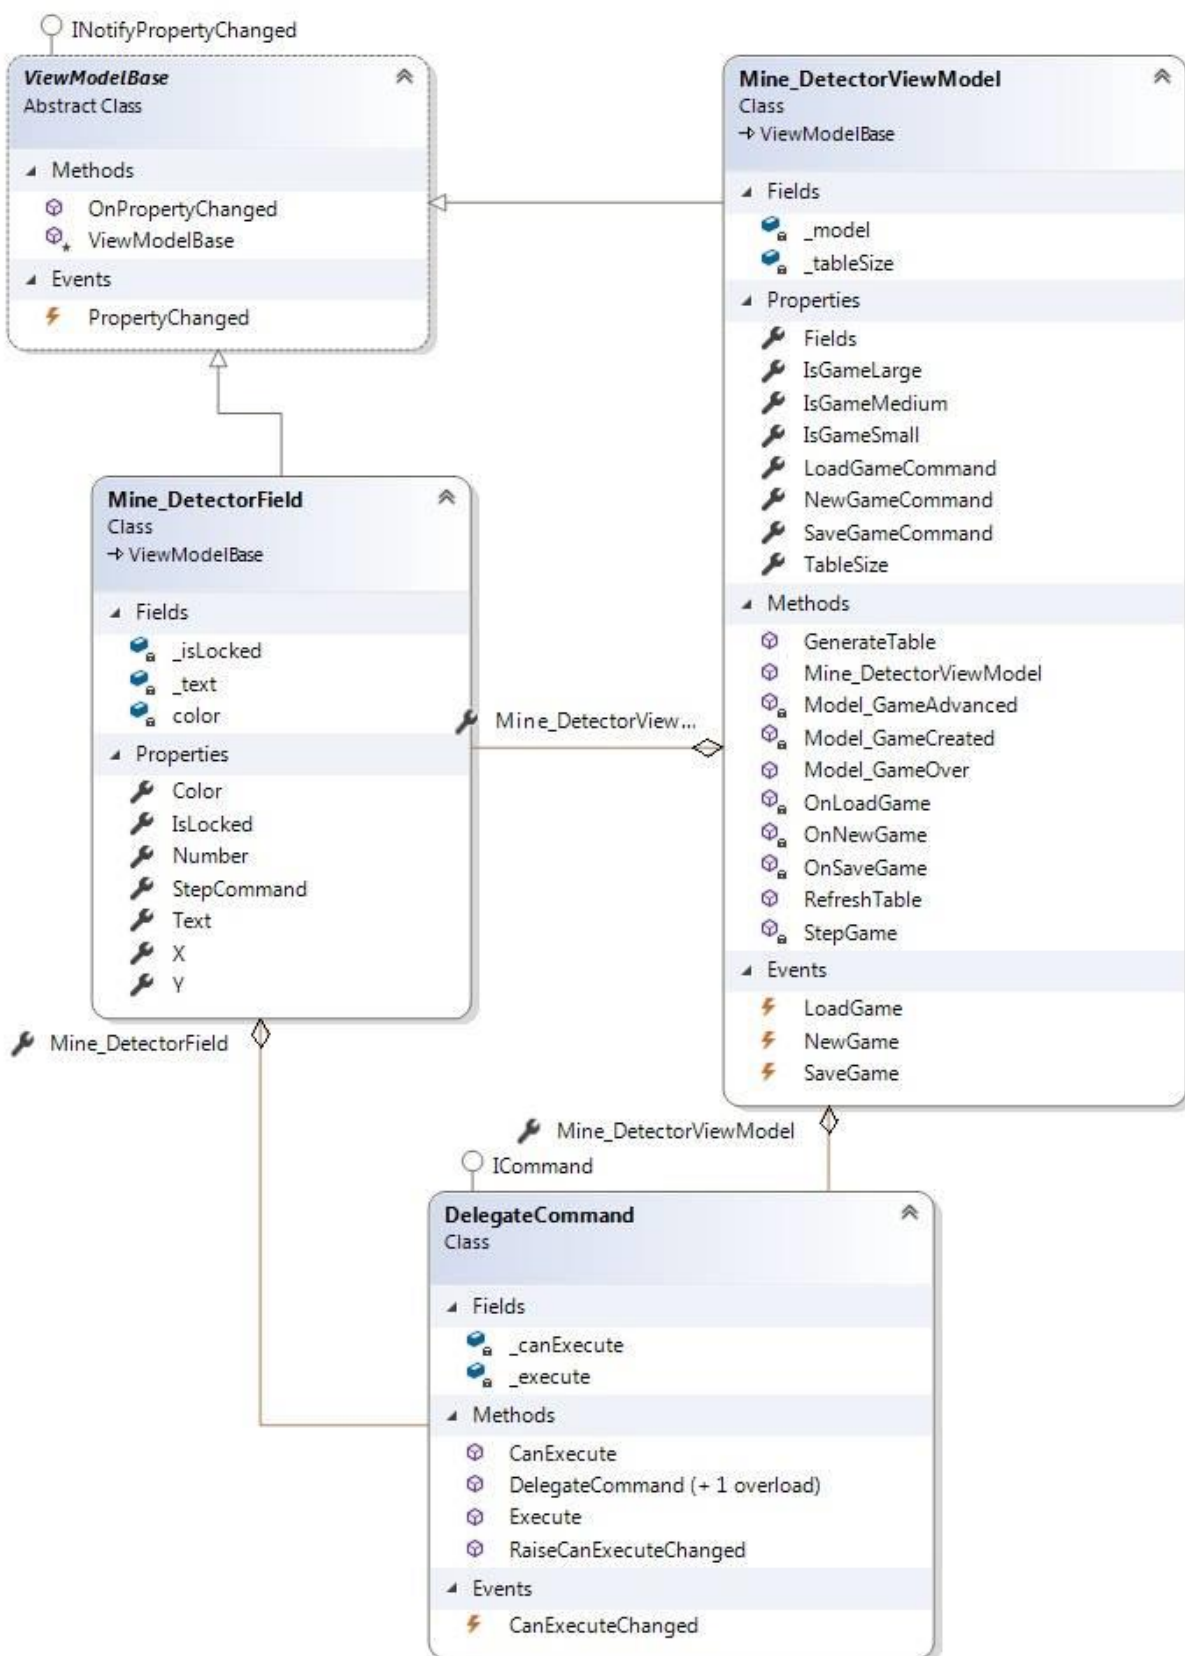 INotifyPropertyChanged
ViewModelBase
Abstract Class
Methods
OnPropertyChanged
ViewModelBase
Events
PropertyChanged
Mine_DetectorViewModel
Class
ViewModelBase
Fields
_model
_tableSize
Properties
Fields
IsGameLarge
IsGameMedium
IsGameSmall
LoadGameCommand
NewGameCommand
SaveGameCommand
TableSize
Methods
GenerateTable
Mine_DetectorViewModel
Model_GameAdvanced
Model_GameCreated
Model_GameOver
OnLoadGame
OnNewGame
OnSaveGame
RefreshTable
StepGame
Events
LoadGame
NewGame
SaveGame
Mine_DetectorField
Class
ViewModelBase
Fields
_isLocked
_text
color
Properties
Color
IsLocked
Number
StepCommand
Text
X
Y
Mine_DetectorView...
Mine_DetectorField
Mine_DetectorViewModel
ICommand
DelegateCommand
Class
Fields
_canExecute
_execute
Methods
CanExecute
DelegateCommand (+ 1 overload)
Execute
RaiseCanExecuteChanged
Events
CanExecuteChanged